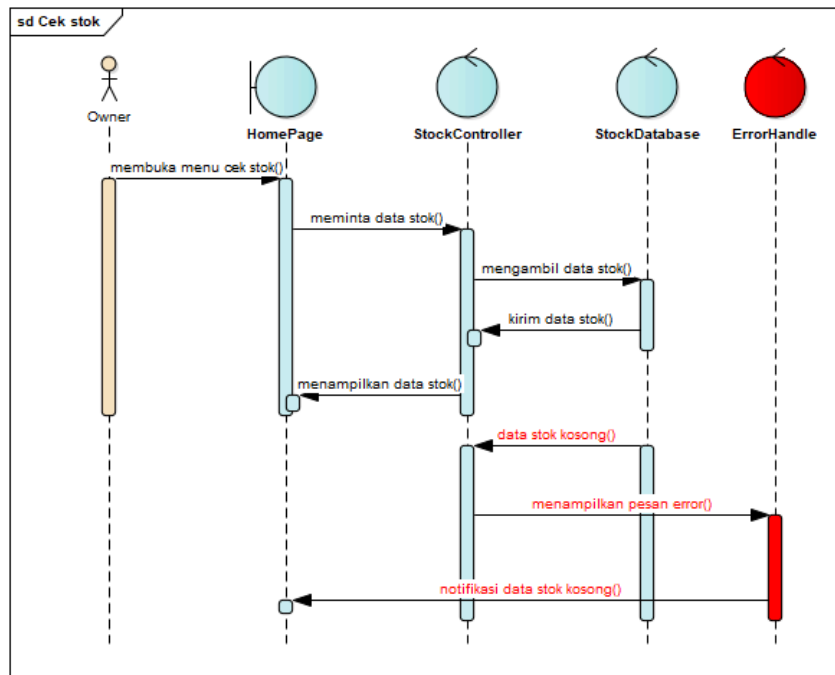 sd Cek stok
Owner
HomePage
StockController
StockDatabase
ErrorHandle
membuka menu cek stok()
meminta data stok()
mengambil data stok()
kirim data stok()
menampilkan data stok()
data stok kosong()
menampilkan pesan error()
notifikasi data stok kosong()